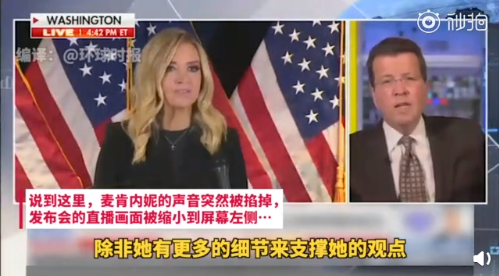 WASHINGTON
LIVE 4:42 PM ET
秒拍
编译：@环球时报
说到这里，麦肯内妮的声音突然被掐掉，
发布会的直播画面被缩小到屏幕左侧…
除非她有更多的细节来支撑她的观点